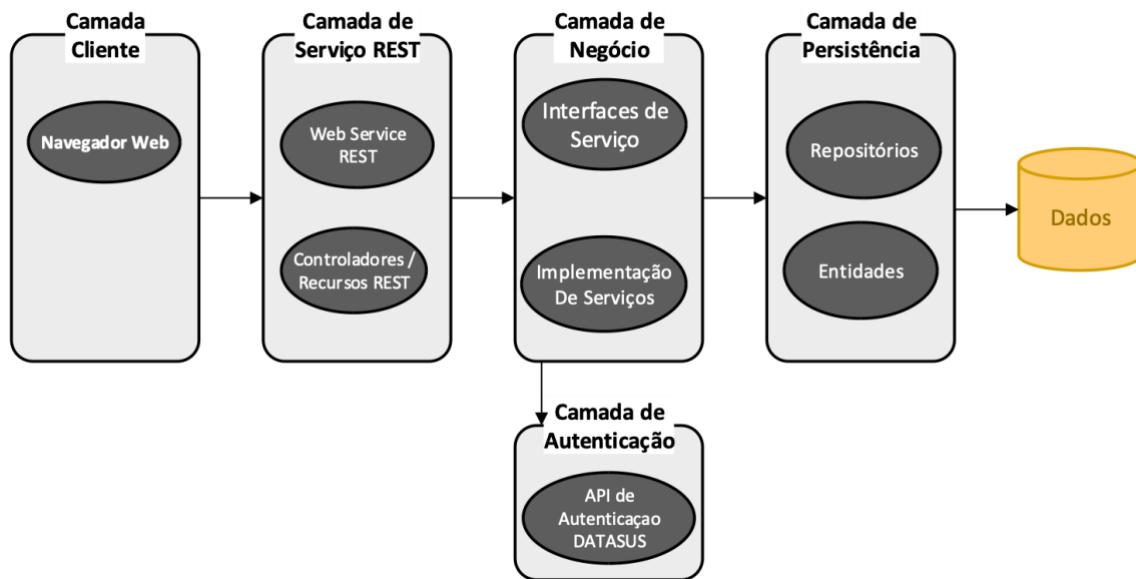 Camada
Cliente
Navegador Web
Camada de
Serviço REST
Web Service
REST
Controladores /
Recursos REST
Camada de
Negócio
Interfaces de
Serviço
Implementação
De Serviços
Camada de
Persistência
Repositórios
Entidades
Dados
Camada de
Autenticação
API de
Autenticaçao
DATASUS